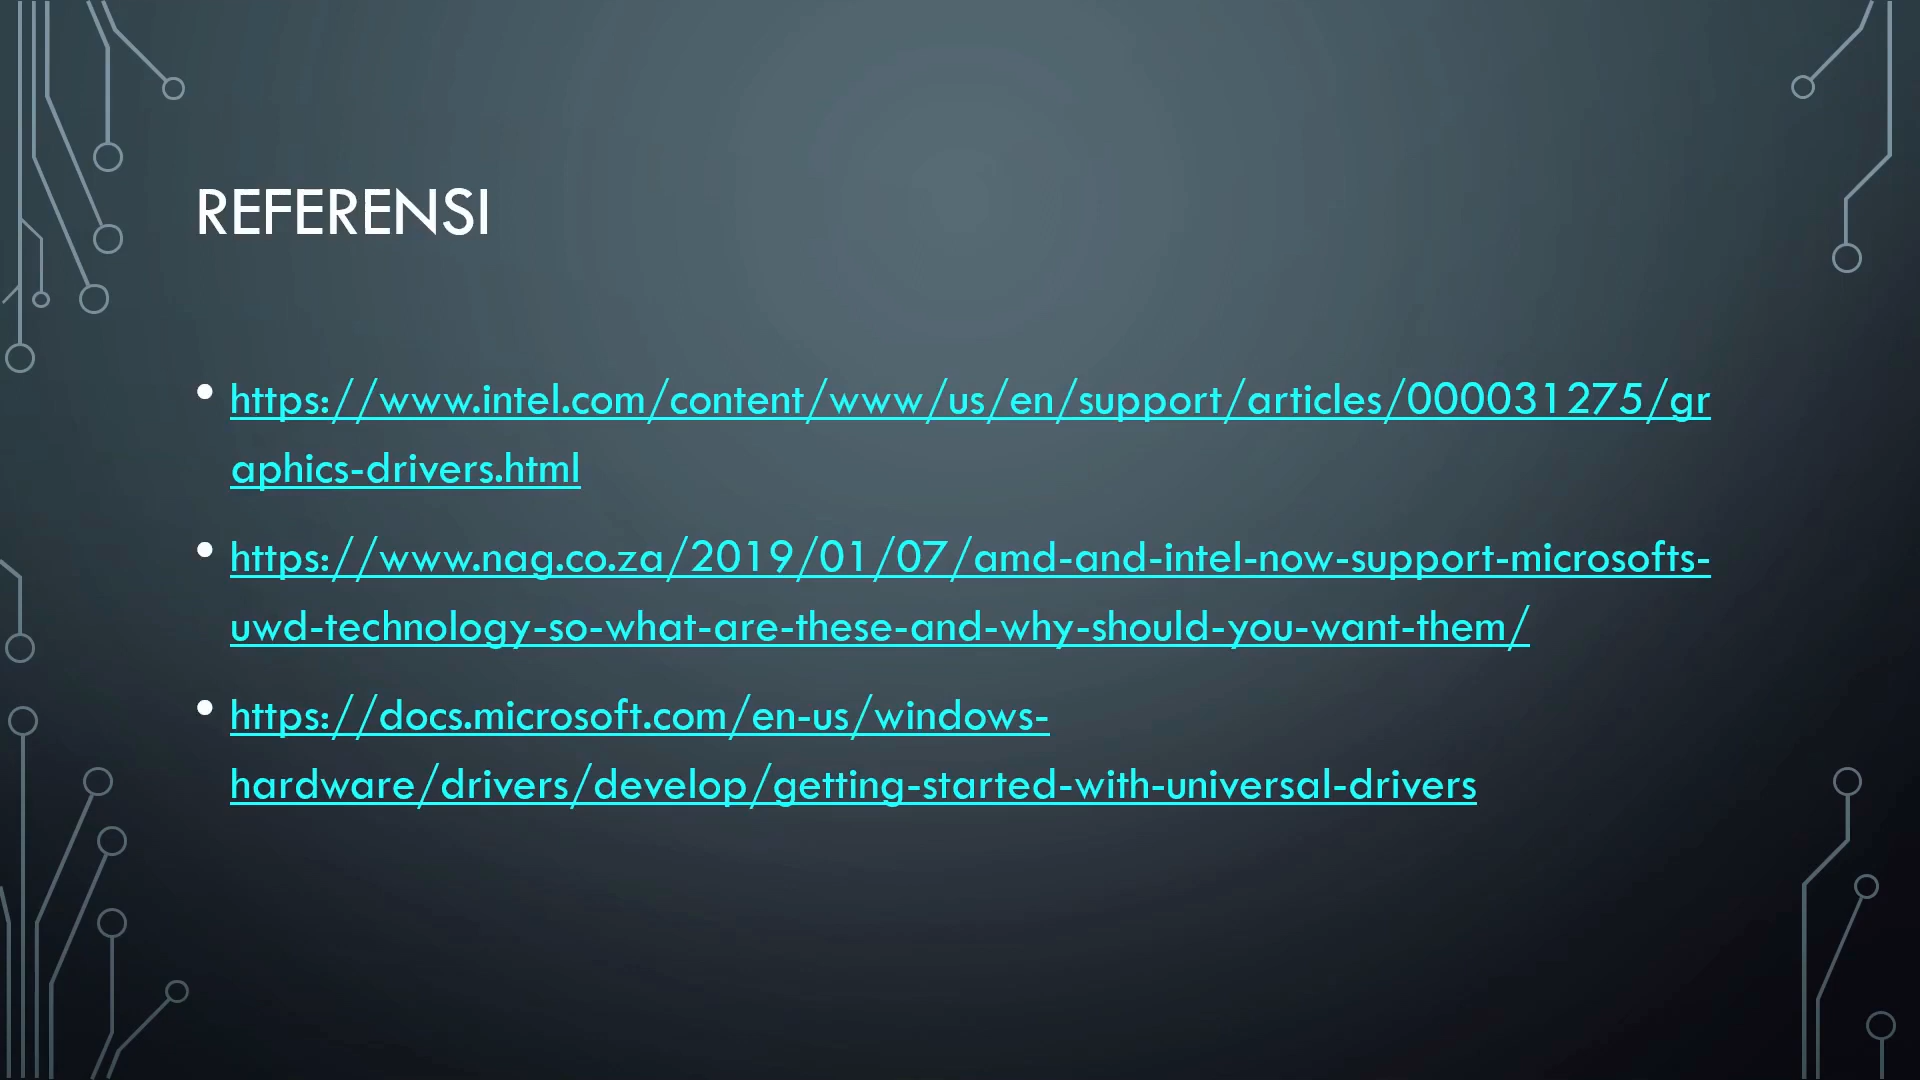 REFERENSI
• https://www.intel.com/content/www/us/en/support/articles/000031275/gr
aphics-drivers.html
• https://www.nag.co.za/2019/01/07/amd-and-intel-now-support-microsofts-
uwd-technology-so-what-are-these-and-why-should-you-want-them/
• https://docs.microsoft.com/en-us/windows-
hardware/drivers/develop/getting-started-with-universal-drivers